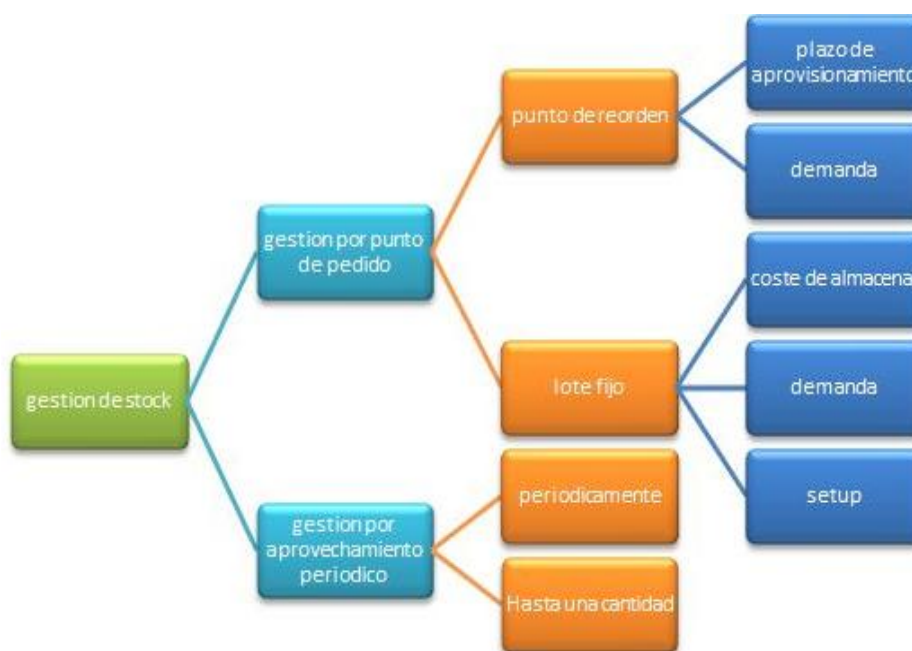 plazo de
aprovisionamiento
punto de reorden
demanda
gestion por punto
de pedido
coste de almacena
gestion de stock
lote fijo
demanda
periodicamente
setup
gestion por
aprovechamiento
periodico
Hasta una cantidad